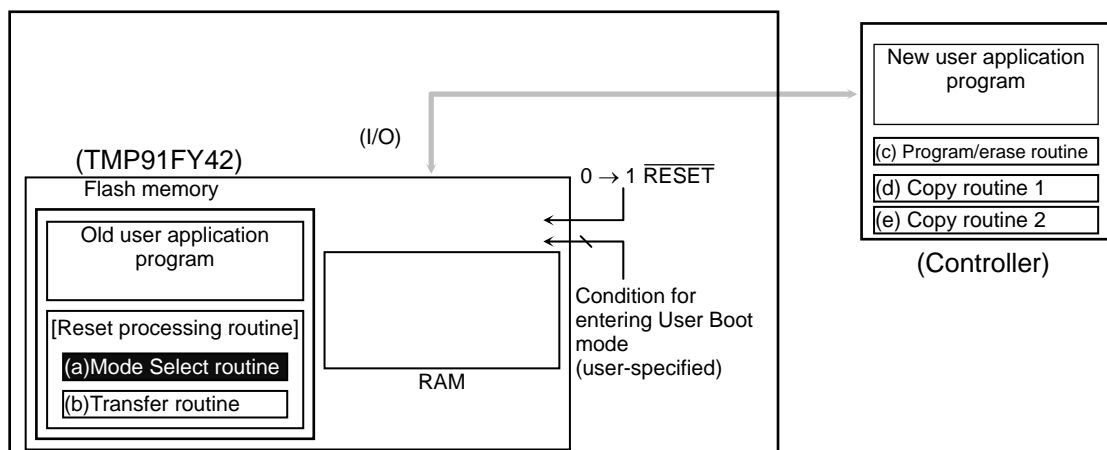 New user application
program
(I/O)
(c) Program/erase routine
(TMP91FY42)
0 → 1 RESET
(d) Copy routine 1
Flash memory
(e) Copy routine 2
Old user application
program
(Controller)
Condition for
entering User Boot
mode
(user-specified)
[Reset processing routine]
(a)Mode Select routine
RAM
(b)Transfer routine